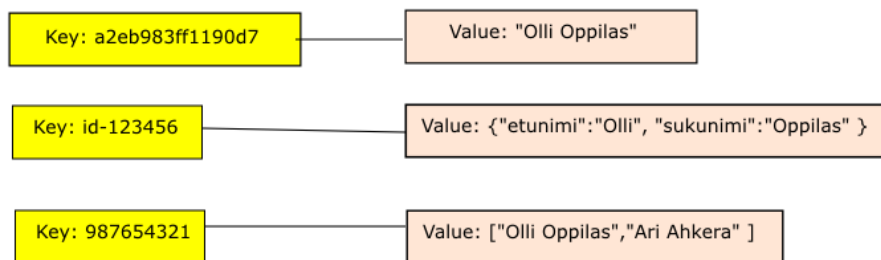 Key: a2eb983ff1190d7 Value: "Olli Oppilas"
Key: id-123456 Value: {"etunimi":"Olli", "sukunimi":"Oppilas" }
Key: 987654321 Value: ["Olli Oppilas","Ari Ahkera" ]